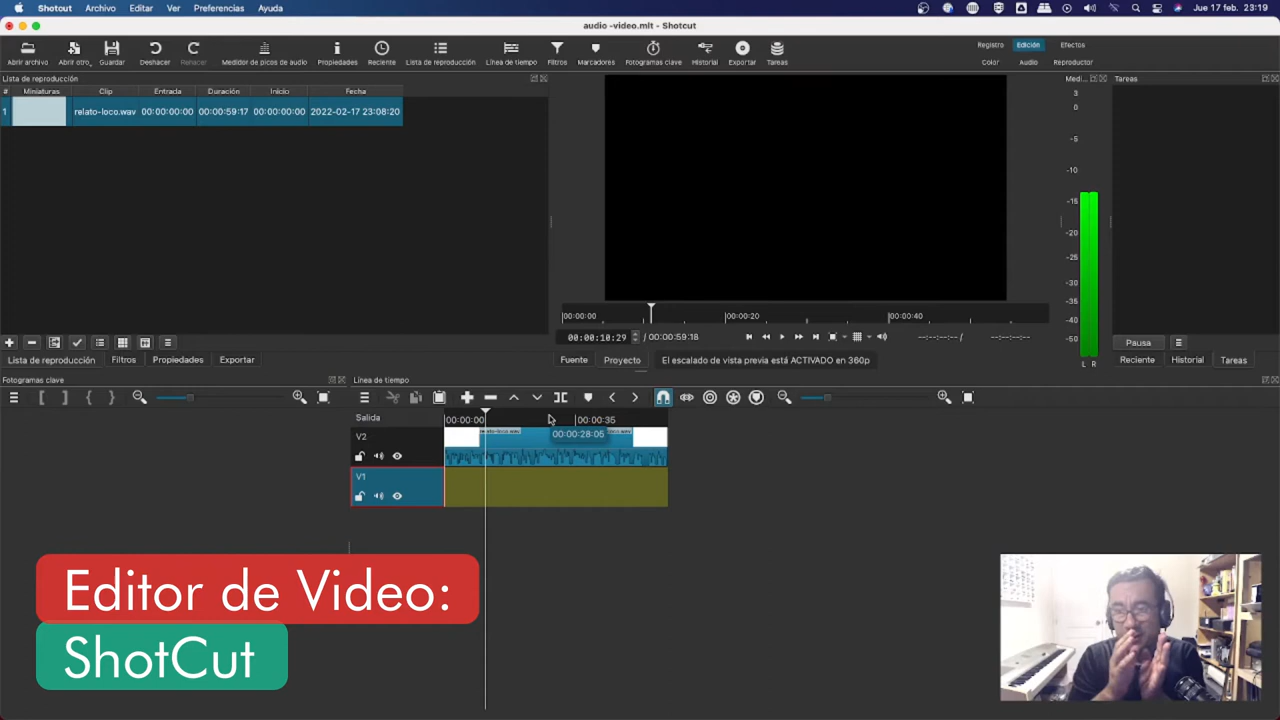 Shotcut Archivo Editar Ver Preferencias Ayuda Jue 17 feb. 23:19
audio -video.mlt - Shotcut
Abrir archivo Abrir otro. Guardar Deshacer Rehacer Medidor de picos de audio Propiedades Reciente Lista de reproducción Línea de tiempo Filtros Marcadores Fotogramas clave Historial Exportar Tareas
Registro Edición Efectos
Color Audio Reproductor
Lista de reproducción Medi... Tareas
# Miniaturas Clip Entrada Duración Inicio Fecha
1 relato-loco.wav 00:00:00:00 00:00:59:17 00:00:00:00 2022-02-17 23:08:20
3
0
-5
-10
-15
-20
-25
-30
-35
-40
-50
L R
00:00:00 00:00:20 00:00:40
00:00:10:29 / 00:00:59:18 --:--:--:-- / --:--:--:--
Pausa
Lista de reproducción Filtros Propiedades Exportar Fuente Proyecto El escalado de vista previa está ACTIVADO en 360p Reciente Historial Tareas
Fotogramas clave Línea de tiempo
Salida 00:00:00 00:00:35
00:00:28:05
V2 relato-loco.wav
V1
Editor de Video:
ShotCut